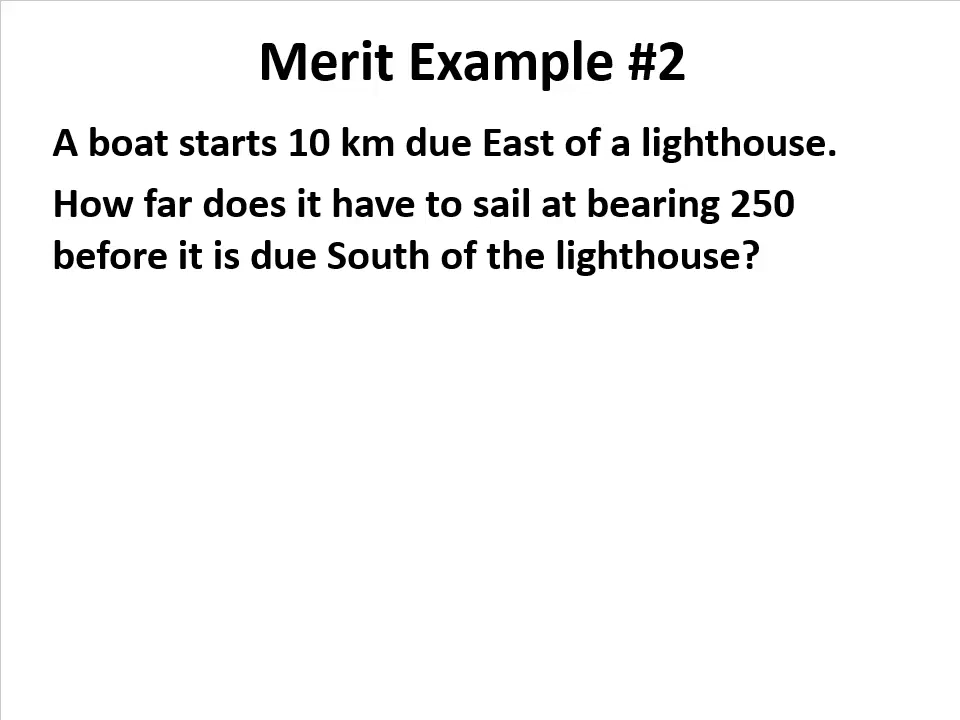 Merit Example #2
A boat starts 10 km due East of a lighthouse.
How far does it have to sail at bearing 250
before it is due South of the lighthouse?